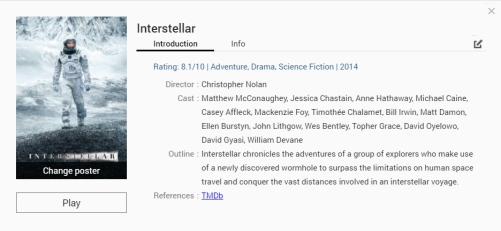 Interstellar
Introduction
Info
Rating: 8.1/10 | Adventure, Drama, Science Fiction | 2014
Director : Christopher Nolan
Cast : Matthew McConaughey, Jessica Chastain, Anne Hathaway, Michael Caine,
Casey Affleck, Mackenzie Foy, Timothée Chalamet, Bill Irwin, Matt Damon,
Ellen Burstyn, John Lithgow, Wes Bentley, Topher Grace, David Oyelowo,
David Gyasi, William Devane
Outline : Interstellar chronicles the adventures of a group of explorers who make use
of a newly discovered wormhole to surpass the limitations on human space
travel and conquer the vast distances involved in an interstellar voyage.
References : TMDb
INTERSTELLAR
Change poster
Play